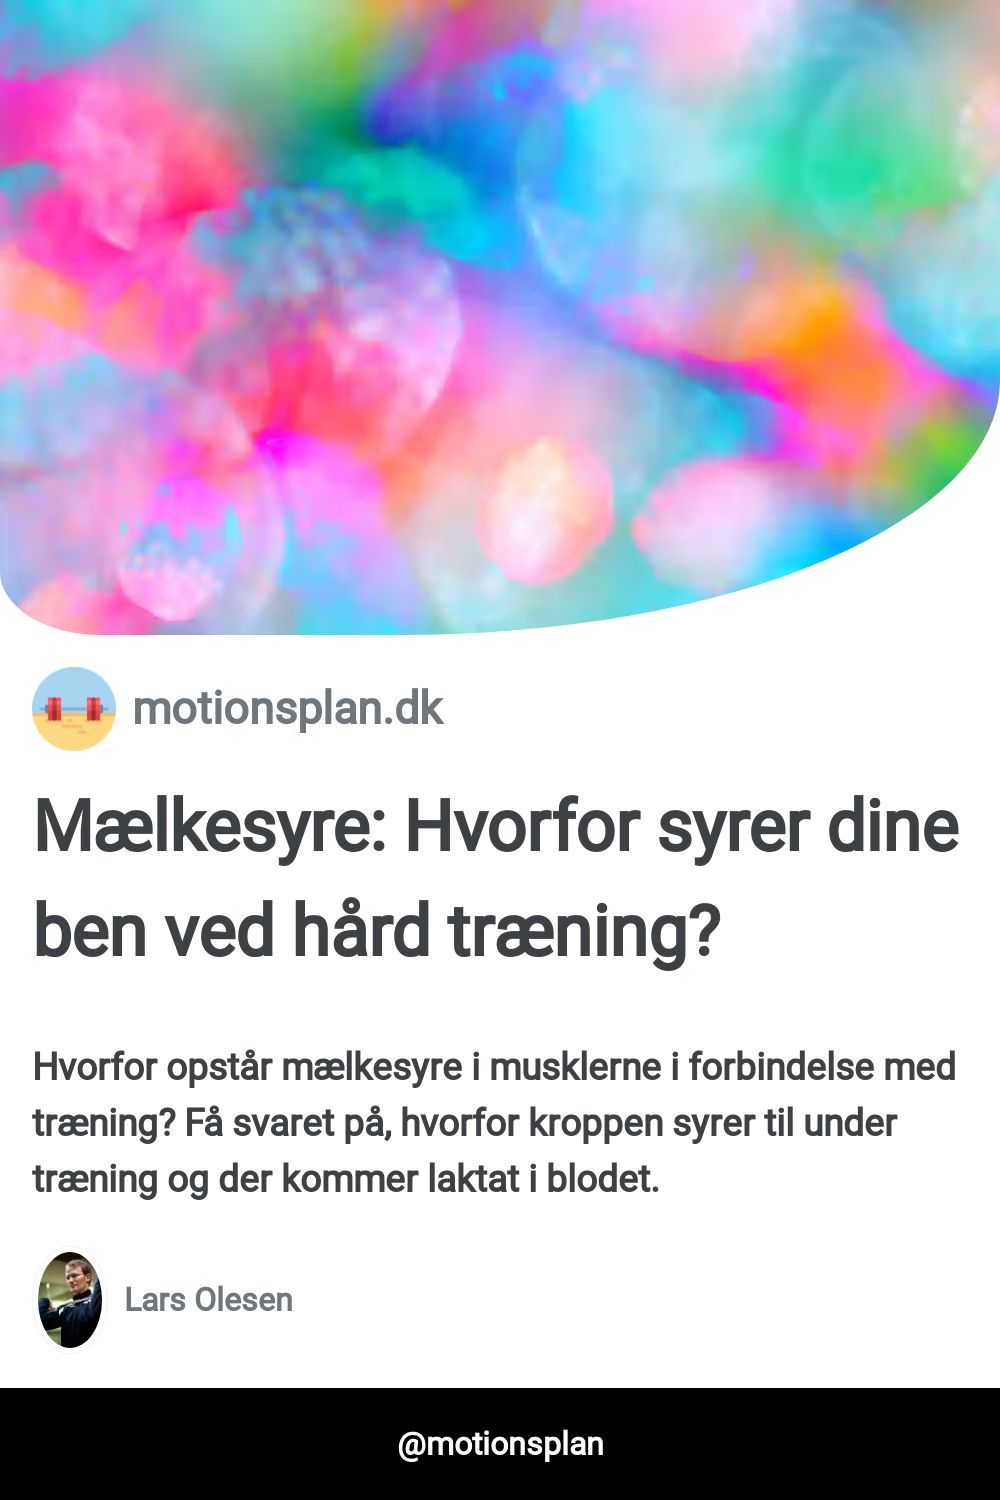 motionsplan.dk
Mælkesyre: Hvorfor syrer dine
ben ved hård træning?
Hvorfor opstår mælkesyre i musklerne i forbindelse med
træning? Få svaret på, hvorfor kroppen syrer til under
træning og der kommer laktat i blodet.
Lars Olesen
@motionsplan